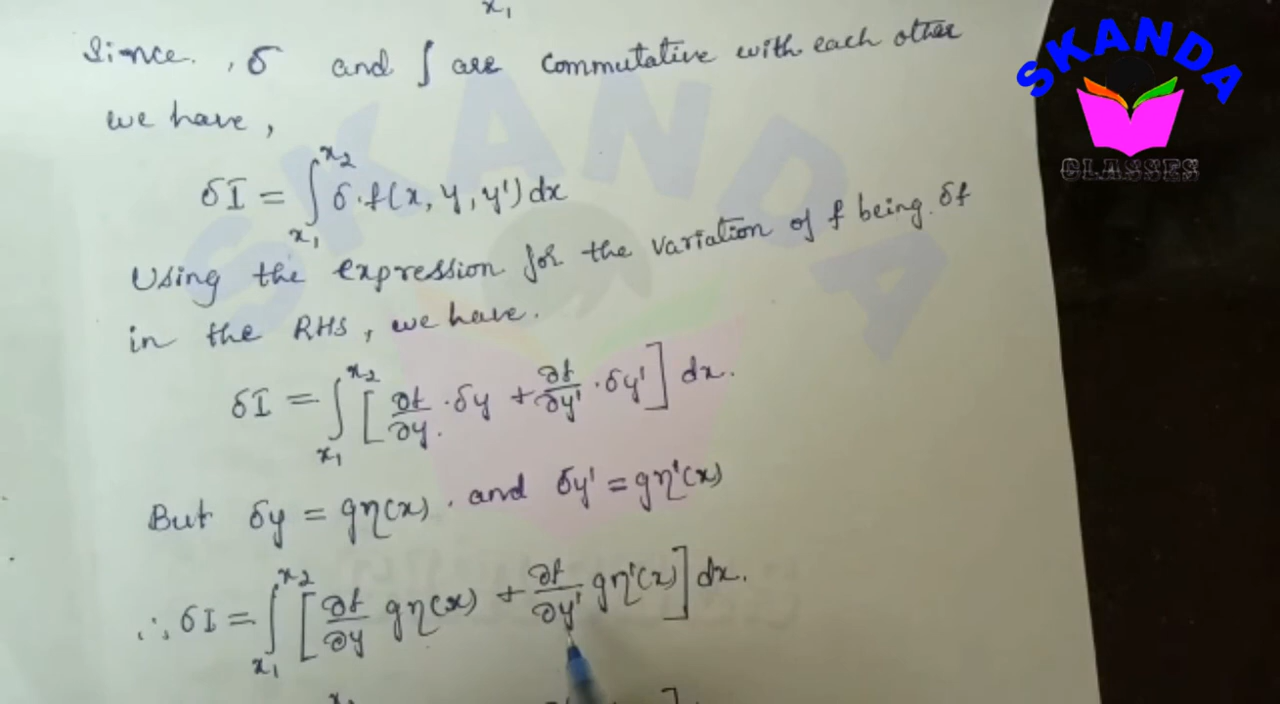 x₁
Since. , δ and ∫ are commutative with each other
we have,
δI = ∫_{x₁}^{x₂} δ.f(x, y, y') dx
Using the expression for the variation of f being δf
in the RHS, we have.
δI = ∫_{x₁}^{x₂} [∂f/∂y . δy + ∂f/∂y' . δy'] dx.
But δy = gη(x). and δy' = gη'(x)
∴ δI = ∫_{x₁}^{x₂} [∂f/∂y gη(x) + ∂f/∂y' gη'(x)] dx.
SKANDA
CLASSES
SKANDA